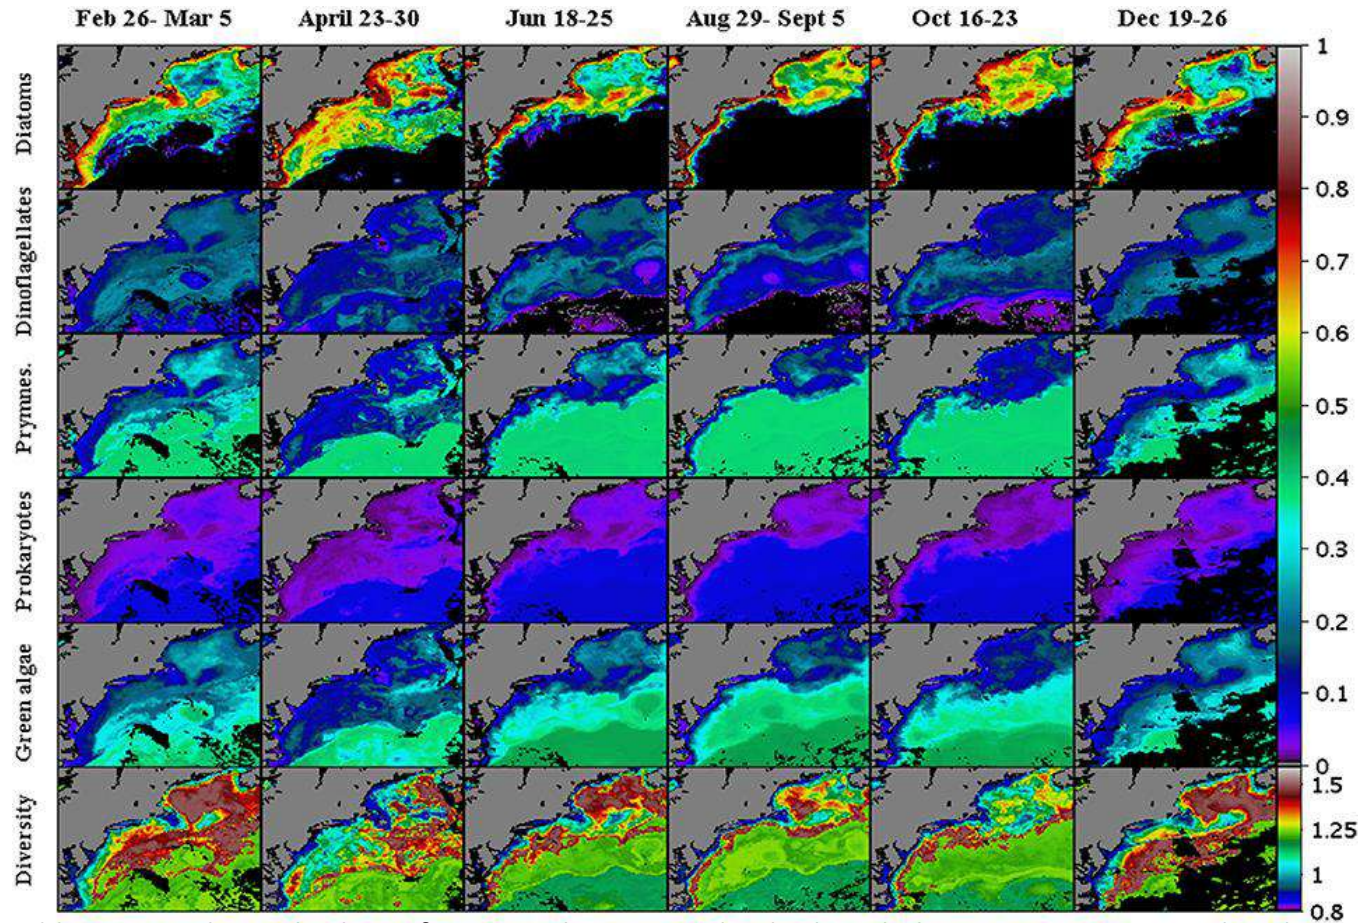 Feb 26- Mar 5 April 23-30 Jun 18-25 Aug 29- Sept 5 Oct 16-23 Dec 19-26
Diatoms
Dinoflagellates
Prymnes.
Prokaryotes
Green algae
Diversity
1
0.9
0.8
0.7
0.6
0.5
0.4
0.3
0.2
0.1
0
1.5
1.25
1
0.8